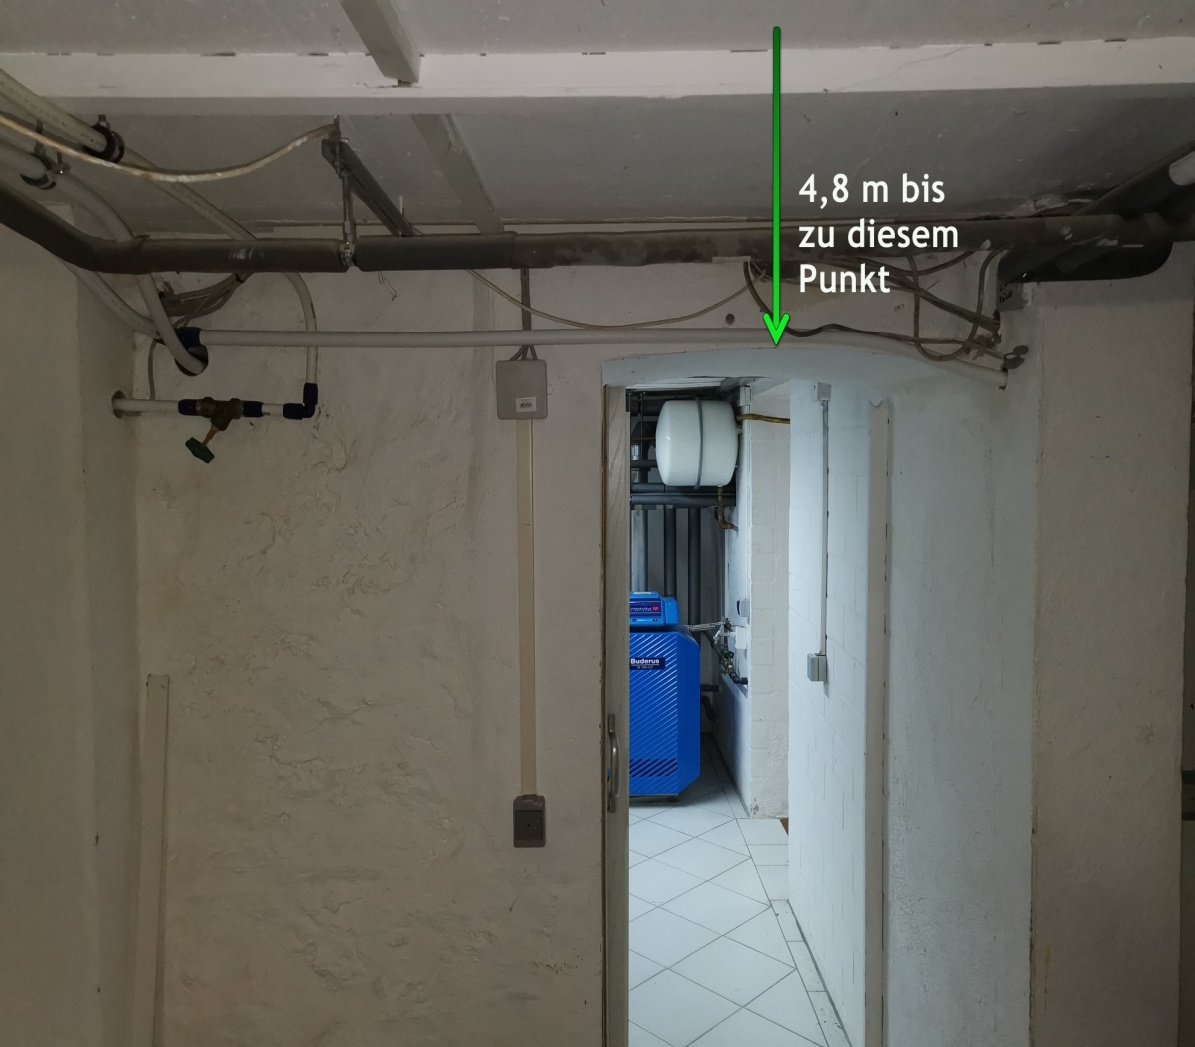 4,8 m bis
zu diesem
Punkt
Buderus